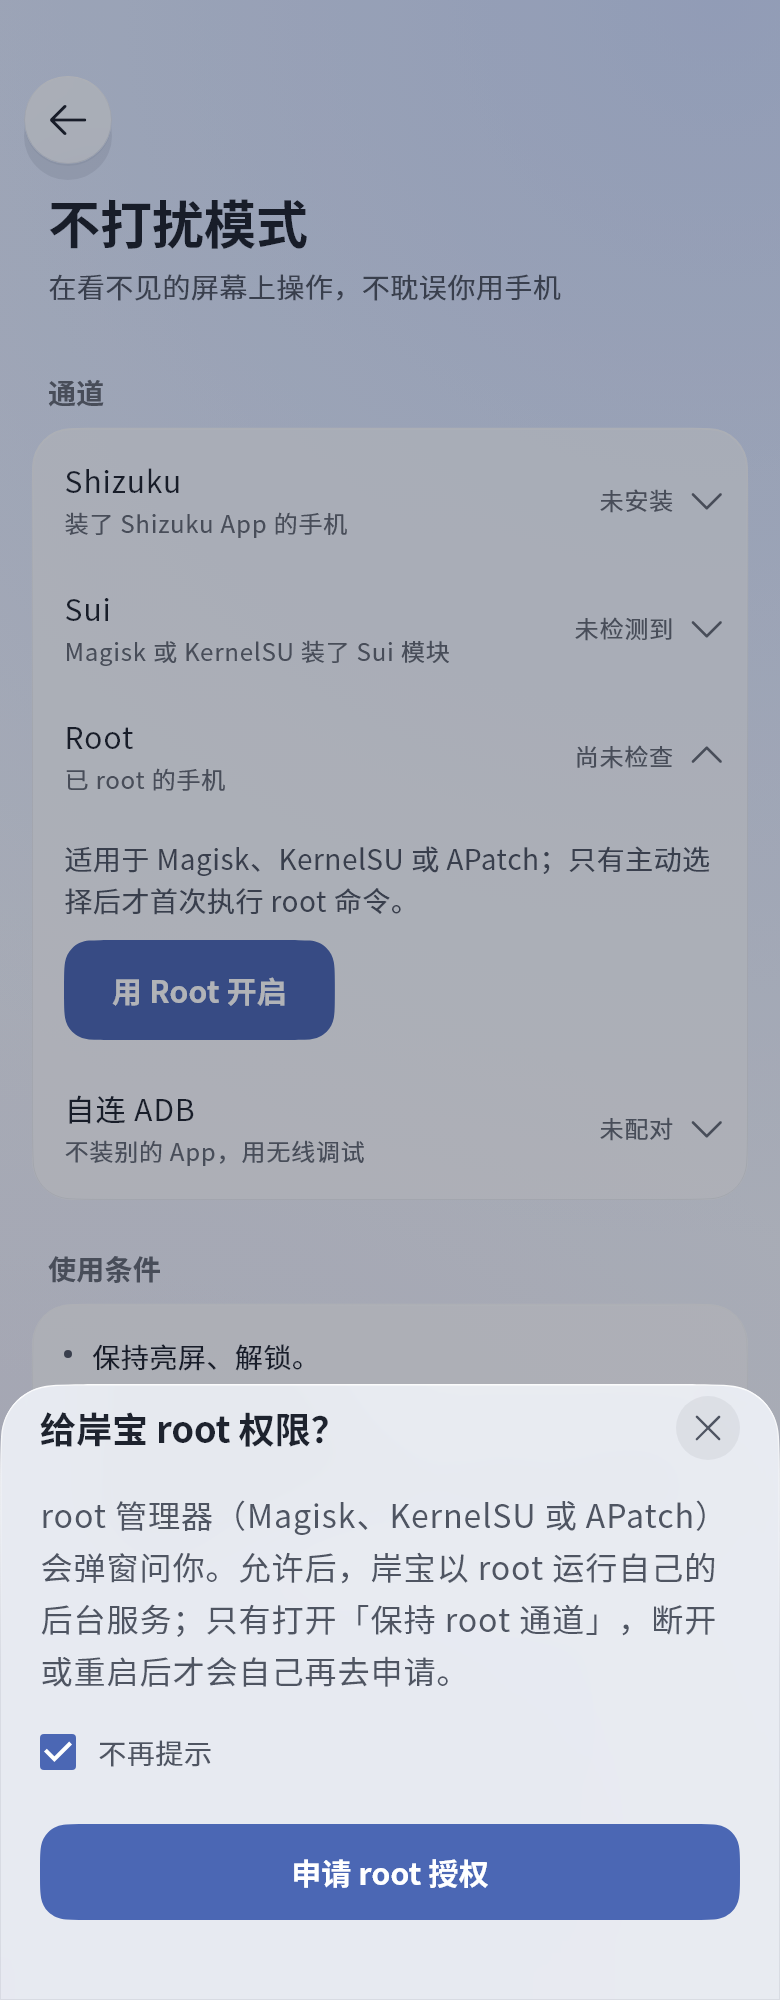 不打扰模式
在看不见的屏幕上操作，不耽误你用手机
通道
Shizuku
装了 Shizuku App 的手机
未安装
Sui
Magisk 或 KernelSU 装了 Sui 模块
未检测到
Root
已 root 的手机
尚未检查
适用于 Magisk、KernelSU 或 APatch；只有主动选
择后才首次执行 root 命令。
用 Root 开启
自连 ADB
不装别的 App，用无线调试
未配对
使用条件
• 保持亮屏、解锁。
给岸宝 root 权限？
root 管理器（Magisk、KernelSU 或 APatch）
会弹窗问你。允许后，岸宝以 root 运行自己的
后台服务；只有打开「保持 root 通道」，断开
或重启后才会自己再去申请。
不再提示
申请 root 授权